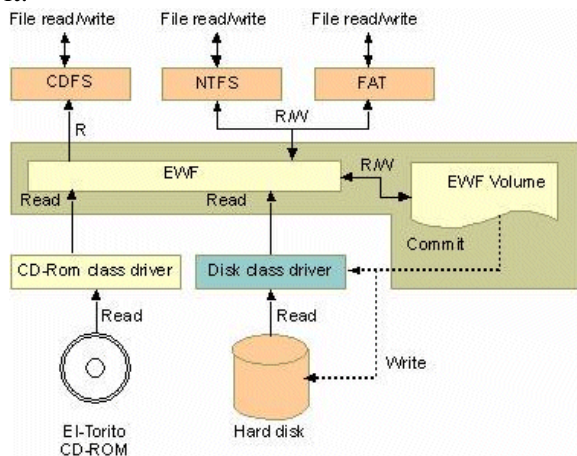 File read/write File read/write File read/write
CDFS NTFS FAT
R/W
R
EWF R/W EWF Volume
Read Read
Commit
CD-Rom class driver Disk class driver
Read Read
Write
El-Torito
CD-ROM
Hard disk